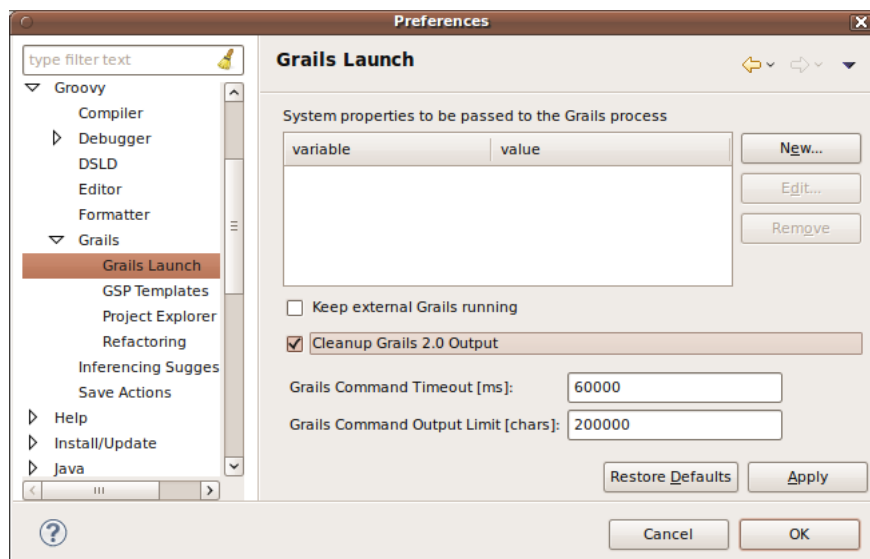 Preferences
type filter text
Groovy
Compiler
Debugger
DSLD
Editor
Formatter
Grails
Grails Launch
GSP Templates
Project Explorer
Refactoring
Inferencing Sugges
Save Actions
Help
Install/Update
Java
Grails Launch
System properties to be passed to the Grails process
variable value
New...
Edit...
Remove
Keep external Grails running
Cleanup Grails 2.0 Output
Grails Command Timeout [ms]: 60000
Grails Command Output Limit [chars]: 200000
Restore Defaults Apply
? Cancel OK